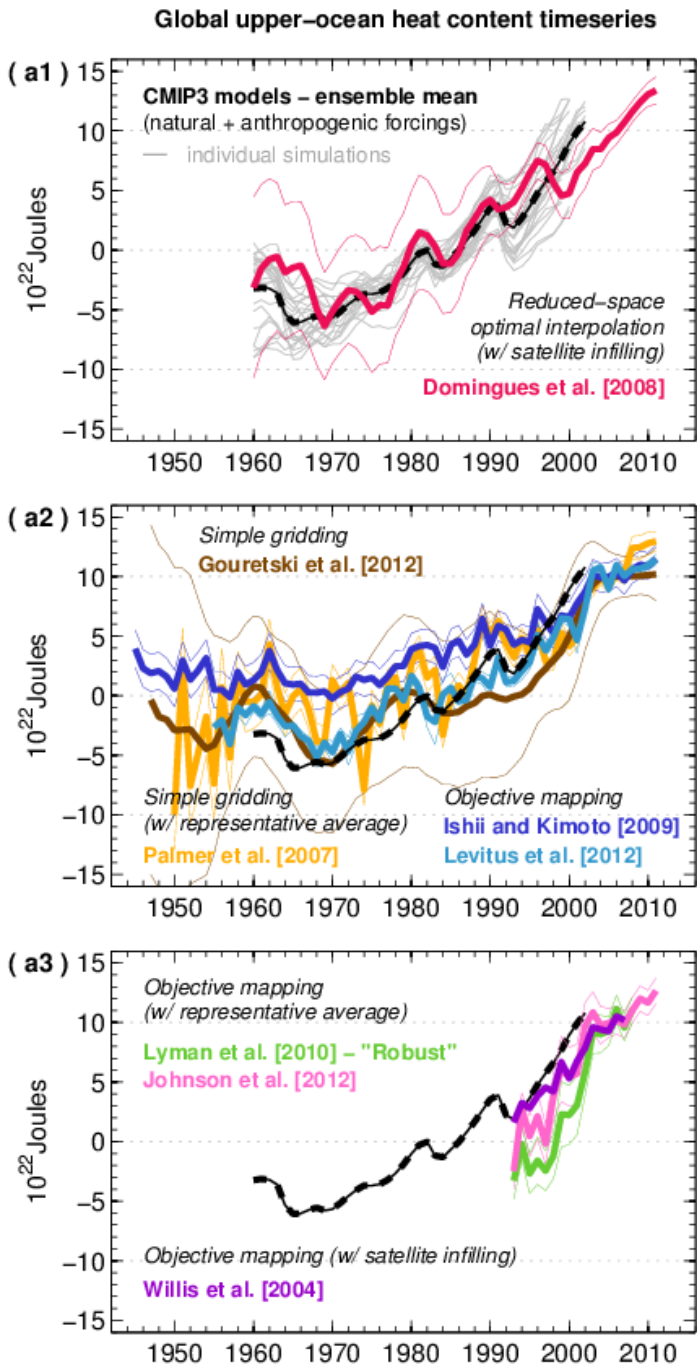 Global upper−ocean heat content timeseries
( a1 )
15
10
5
0
−5
−10
−15
10²²Joules
CMIP3 models − ensemble mean
(natural + anthropogenic forcings)
individual simulations
Reduced−space
optimal interpolation
(w/ satellite infilling)
Domingues et al. [2008]
1950 1960 1970 1980 1990 2000 2010
( a2 )
15
10
5
0
−5
−10
−15
10²²Joules
Simple gridding
Gouretski et al. [2012]
Simple gridding
(w/ representative average)
Palmer et al. [2007]
Objective mapping
Ishii and Kimoto [2009]
Levitus et al. [2012]
1950 1960 1970 1980 1990 2000 2010
( a3 )
15
10
5
0
−5
−10
−15
10²²Joules
Objective mapping
(w/ representative average)
Lyman et al. [2010] − "Robust"
Johnson et al. [2012]
Objective mapping (w/ satellite infilling)
Willis et al. [2004]
1950 1960 1970 1980 1990 2000 2010